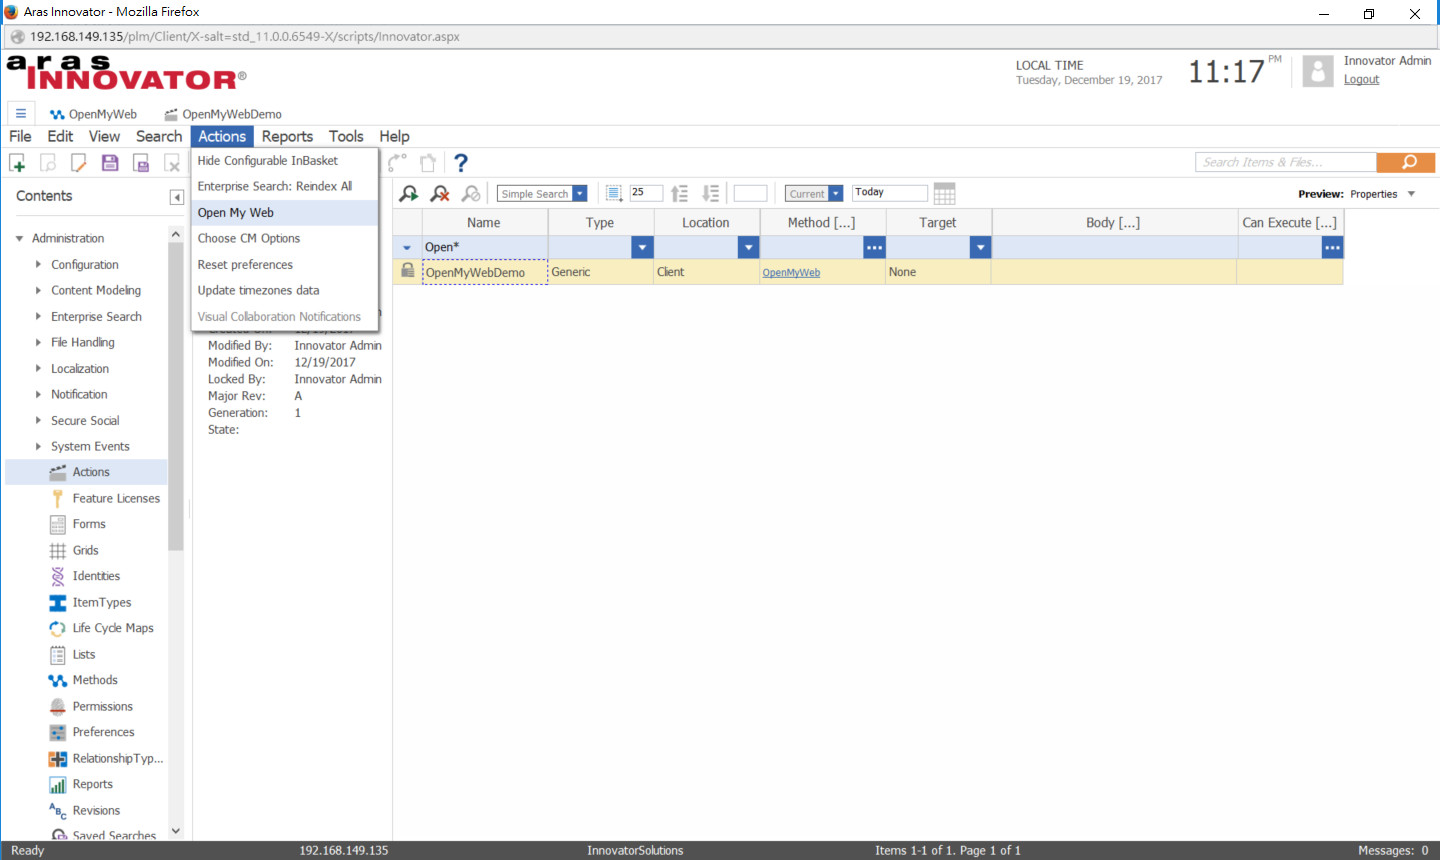 Aras Innovator - Mozilla Firefox
192.168.149.135/plm/Client/X-salt=std_11.0.0.6549-X/scripts/Innovator.aspx
aras
INNOVATOR®
LOCAL TIME
Tuesday, December 19, 2017
11:17 PM
Innovator Admin
Logout
OpenMyWeb
OpenMyWebDemo
File Edit View Search Actions Reports Tools Help
Search Items & Files...
Hide Configurable InBasket
Enterprise Search: Reindex All
Open My Web
Choose CM Options
Reset preferences
Update timezones data
Visual Collaboration Notifications
Contents
Administration
Configuration
Content Modeling
Enterprise Search
File Handling
Localization
Notification
Secure Social
System Events
Actions
Feature Licenses
Forms
Grids
Identities
ItemTypes
Life Cycle Maps
Lists
Methods
Permissions
Preferences
RelationshipTyp...
Reports
Revisions
Saved Searches
Modified By: Innovator Admin
Modified On: 12/19/2017
Locked By: Innovator Admin
Major Rev: A
Generation: 1
State:
Simple Search 25 Current Today
Preview: Properties
Name Type Location Method [...] Target Body [...] Can Execute [...]
Open*
OpenMyWebDemo Generic Client OpenMyWeb None
Ready 192.168.149.135 InnovatorSolutions Items 1-1 of 1. Page 1 of 1 Messages: 0